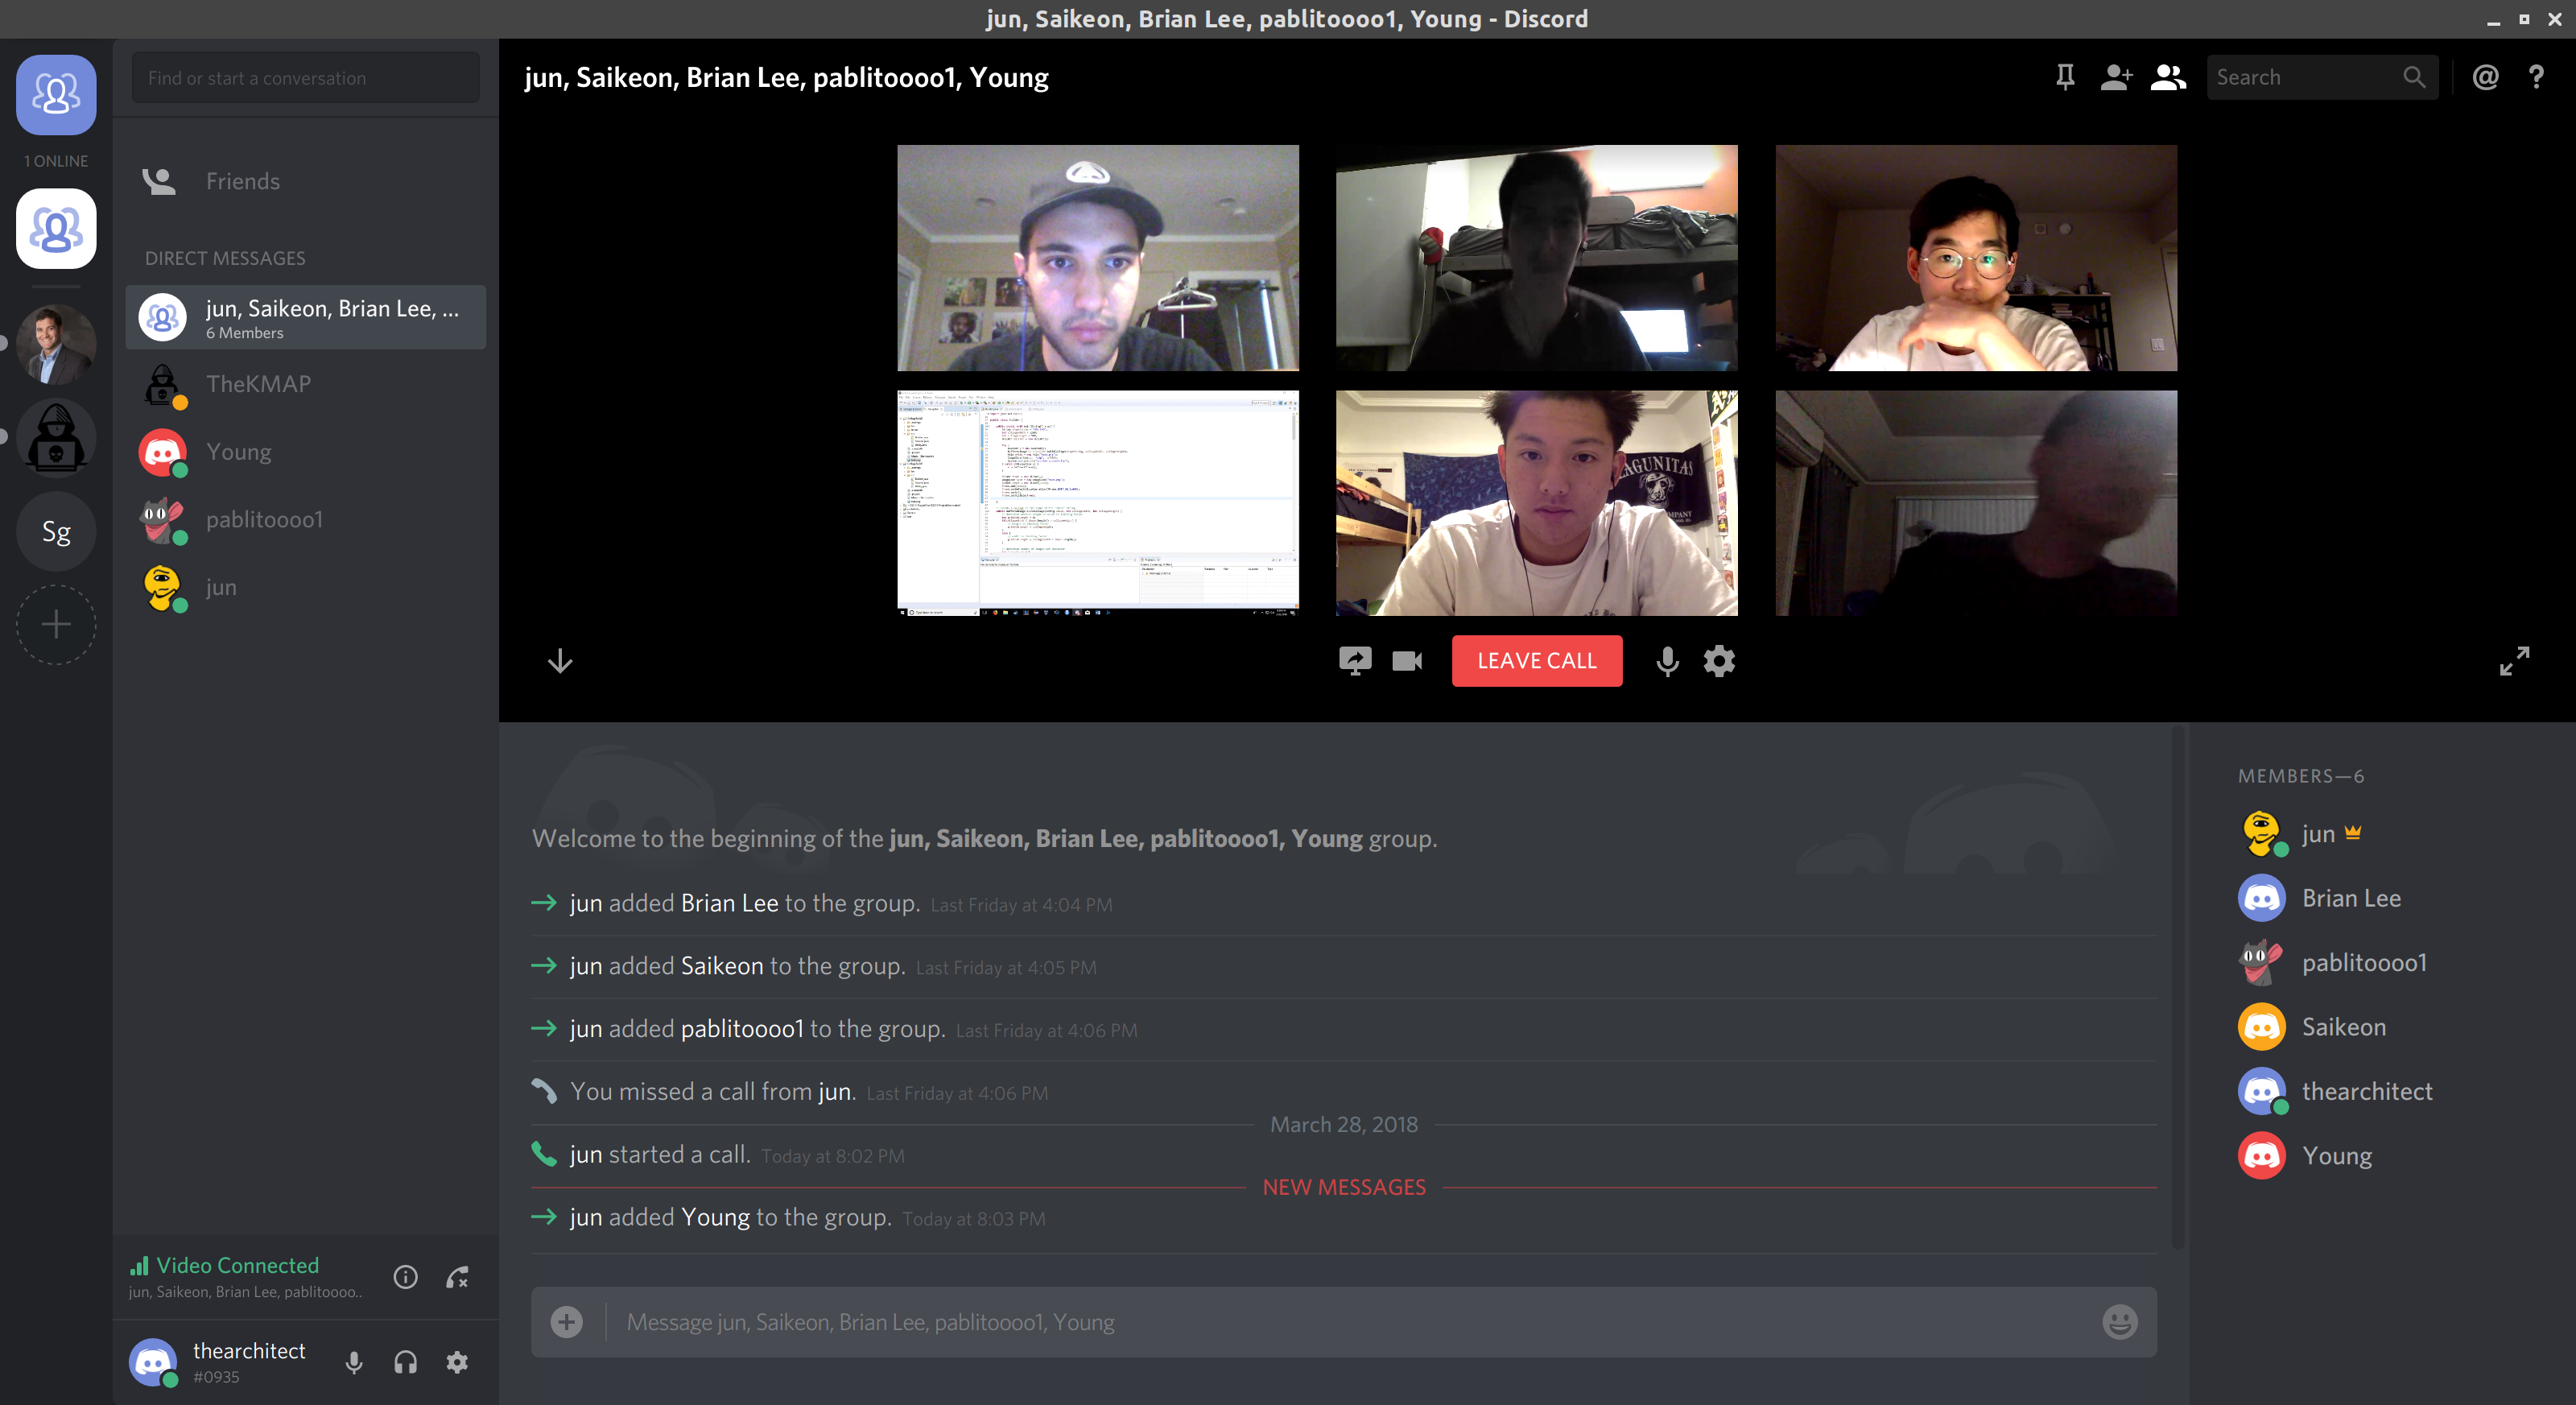 jun, Saikeon, Brian Lee, pablitoooo1, Young - Discord
Find or start a conversation
jun, Saikeon, Brian Lee, pablitoooo1, Young
Search
1 ONLINE
Friends
DIRECT MESSAGES
jun, Saikeon, Brian Lee, ...
6 Members
TheKMAP
Young
pablitoooo1
Sg
jun
AGUNITAS
LEAVE CALL
MEMBERS—6
jun
Brian Lee
pablitoooo1
Saikeon
thearchitect
Young
Welcome to the beginning of the jun, Saikeon, Brian Lee, pablitoooo1, Young group.
jun added Brian Lee to the group. Last Friday at 4:04 PM
jun added Saikeon to the group. Last Friday at 4:05 PM
jun added pablitoooo1 to the group. Last Friday at 4:06 PM
You missed a call from jun. Last Friday at 4:06 PM
March 28, 2018
jun started a call. Today at 8:02 PM
NEW MESSAGES
jun added Young to the group. Today at 8:03 PM
Message jun, Saikeon, Brian Lee, pablitoooo1, Young
Video Connected
jun, Saikeon, Brian Lee, pablitoooo..
thearchitect
#0935